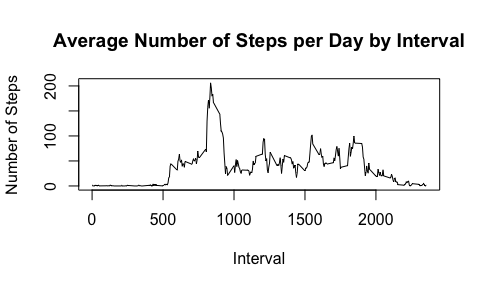 Average Number of Steps per Day by Interval
Number of Steps
200
100
0
0 500 1000 1500 2000
Interval